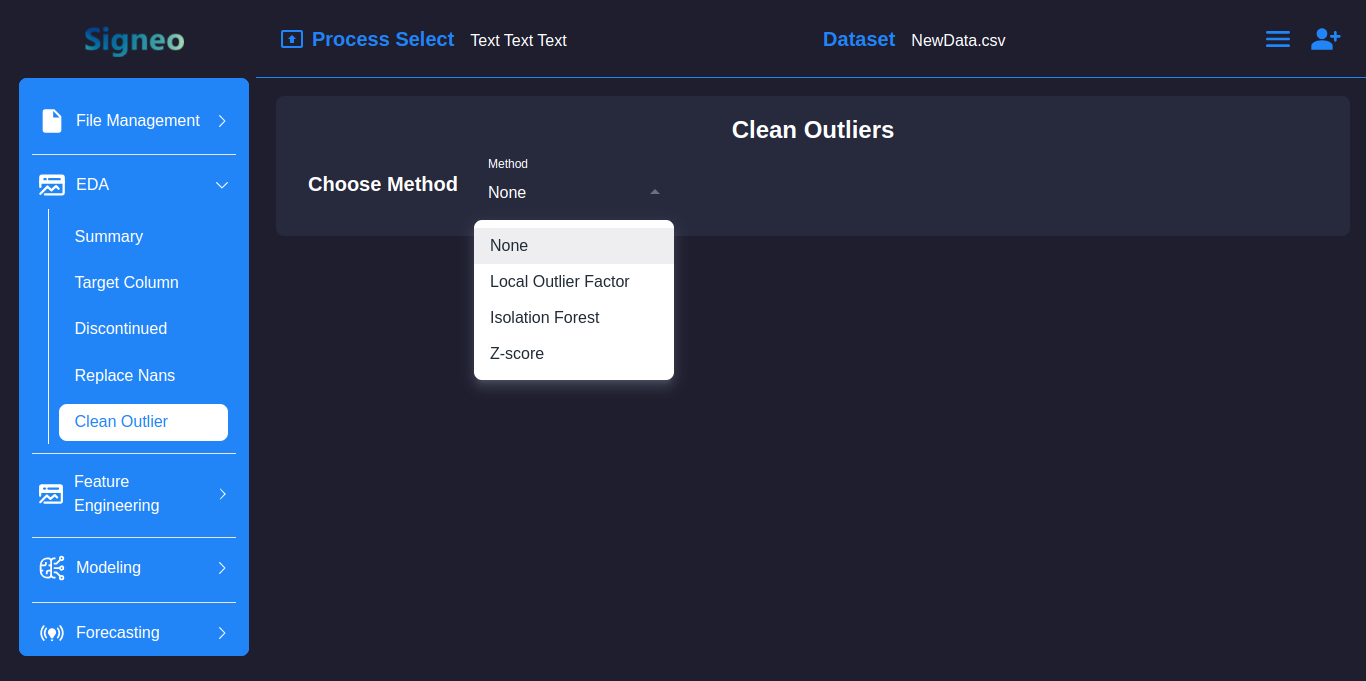 Signeo
Process Select Text Text Text
Dataset NewData.csv
File Management
EDA
Summary
Target Column
Discontinued
Replace Nans
Clean Outlier
Feature
Engineering
Modeling
Forecasting
Clean Outliers
Choose Method
Method
None
None
Local Outlier Factor
Isolation Forest
Z-score